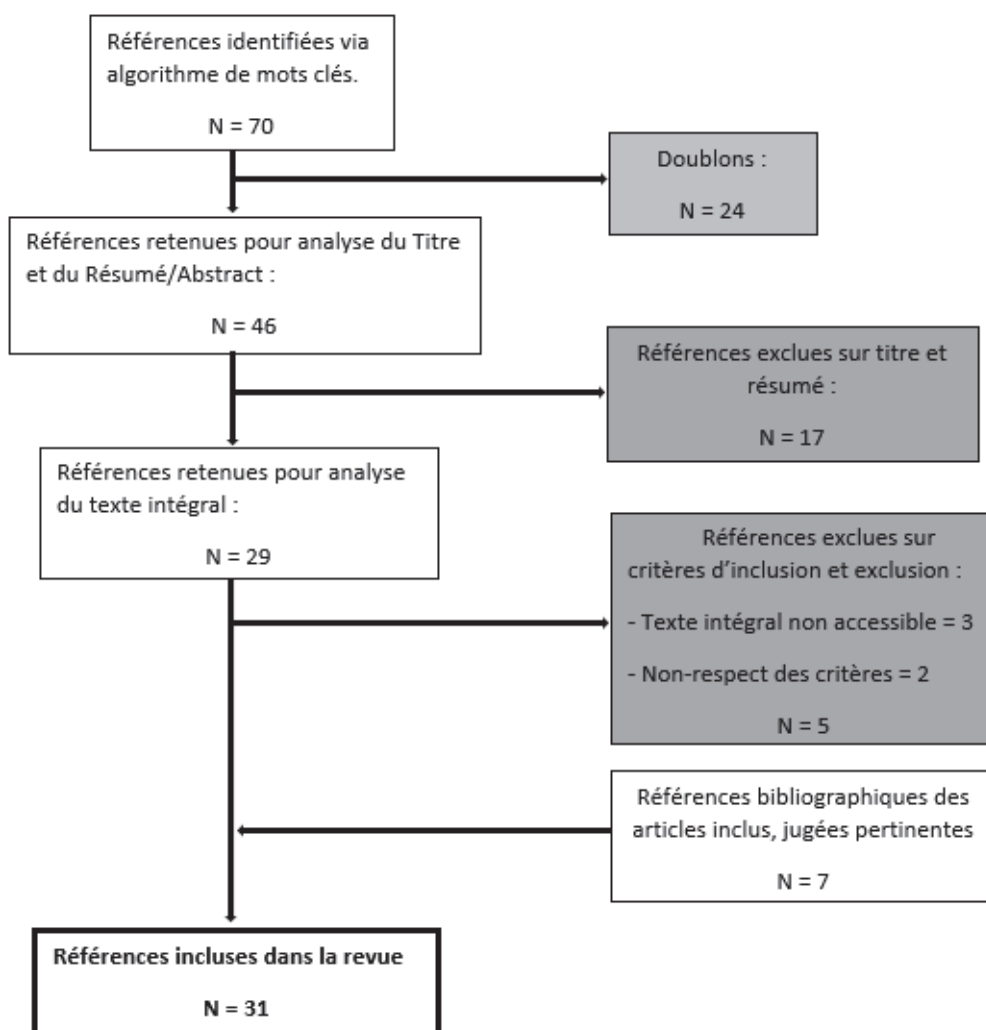 Références identifiées via
algorithme de mots clés.
N = 70
Doublons :
N = 24
Références retenues pour analyse du Titre
et du Résumé/Abstract :
N = 46
Références exclues sur titre et
résumé :
N = 17
Références retenues pour analyse
du texte intégral :
N = 29
Références exclues sur
critères d’inclusion et exclusion :
- Texte intégral non accessible = 3
- Non-respect des critères = 2
N = 5
Références bibliographiques des
articles inclus, jugées pertinentes
N = 7
Références incluses dans la revue
N = 31